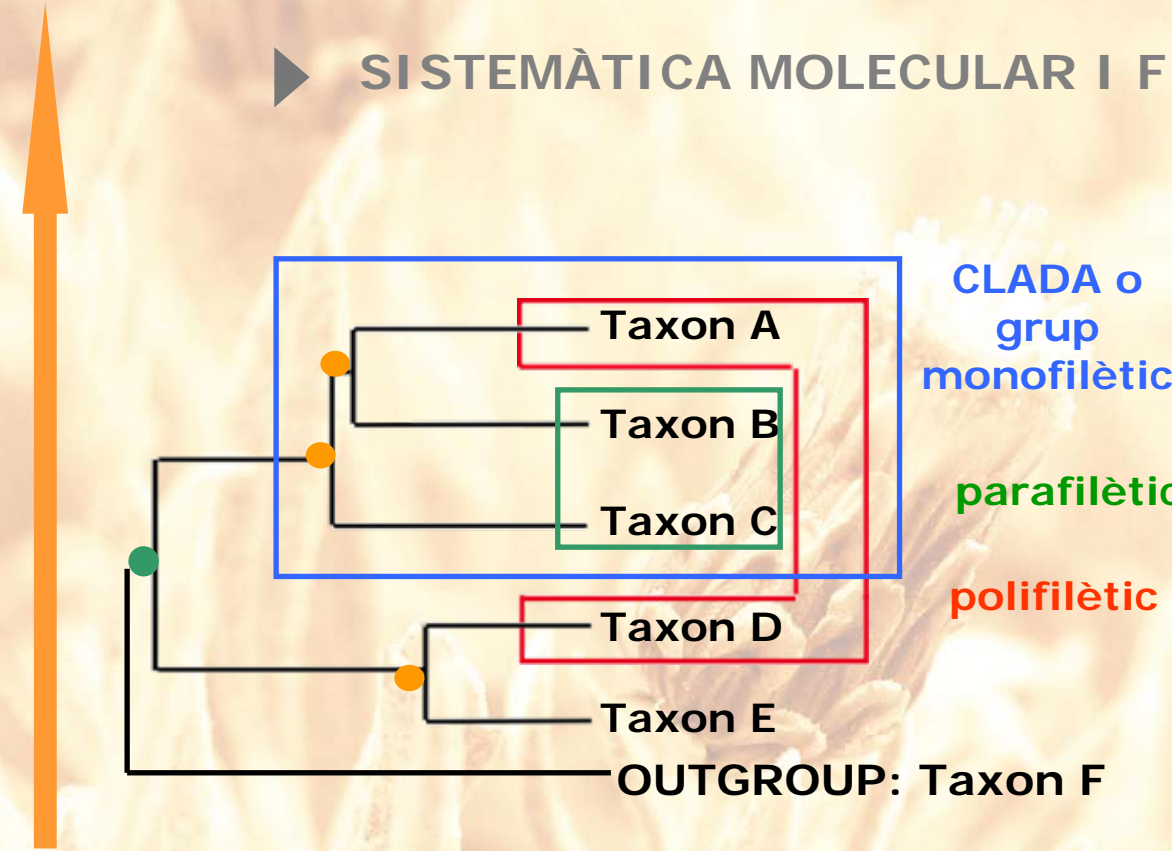 SISTEMÀTICA MOLECULAR I F
CLADA o
grup
monofilètic
parafilètic
polifilètic
Taxon A
Taxon B
Taxon C
Taxon D
Taxon E
OUTGROUP: Taxon F